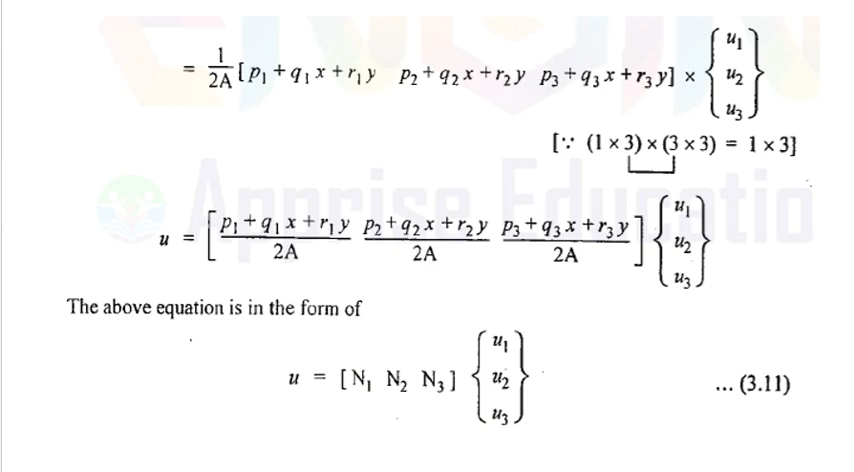 = 1/2A [p₁ + q₁x + r₁y p₂ + q₂x + r₂y p₃ + q₃x + r₃y] × {u₁ u₂ u₃}
[∵ (1 × 3) × (3 × 3) = 1 × 3]
Apprise Educatio
u = [(p₁ + q₁x + r₁y)/2A (p₂ + q₂x + r₂y)/2A (p₃ + q₃x + r₃y)/2A] {u₁ u₂ u₃}
The above equation is in the form of
u = [N₁ N₂ N₃] {u₁ u₂ u₃} ... (3.11)